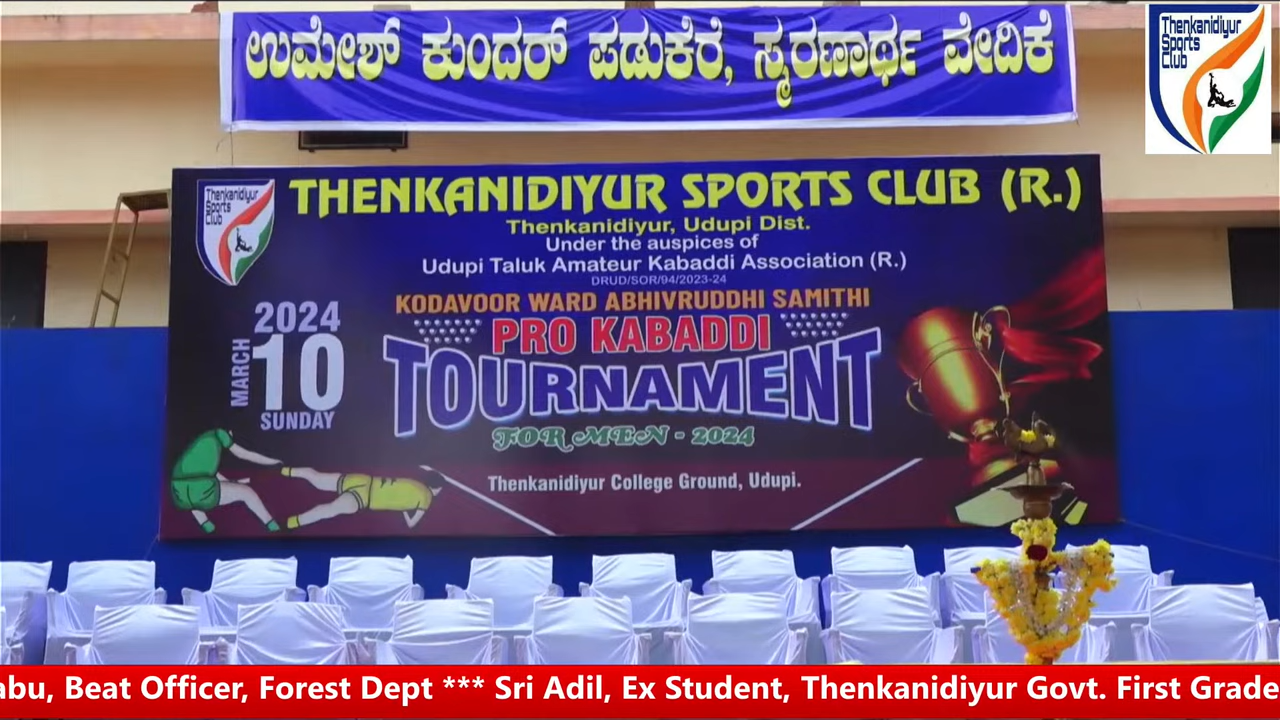 ಉಮೇಶ್ ಕುಂದರ್ ಪಡುಕೆರೆ, ಸ್ಮರಣಾರ್ಥ ವೇದಿಕೆ
Thenkanidiyur
Sports
Club
Thenkanidiyur
Sports
Club
THENKANIDIYUR SPORTS CLUB (R.)
Thenkanidiyur, Udupi Dist.
Under the auspices of
Udupi Taluk Amateur Kabaddi Association (R.)
DRUD/SOR/94/2023-24
KODAVOOR WARD ABHIVRUDDHI SAMITHI
PRO KABADDI
TOURNAMENT
FOR MEN - 2024
2024
MARCH
10
SUNDAY
Thenkanidiyur College Ground, Udupi.
abu, Beat Officer, Forest Dept *** Sri Adil, Ex Student, Thenkanidiyur Govt. First Grade